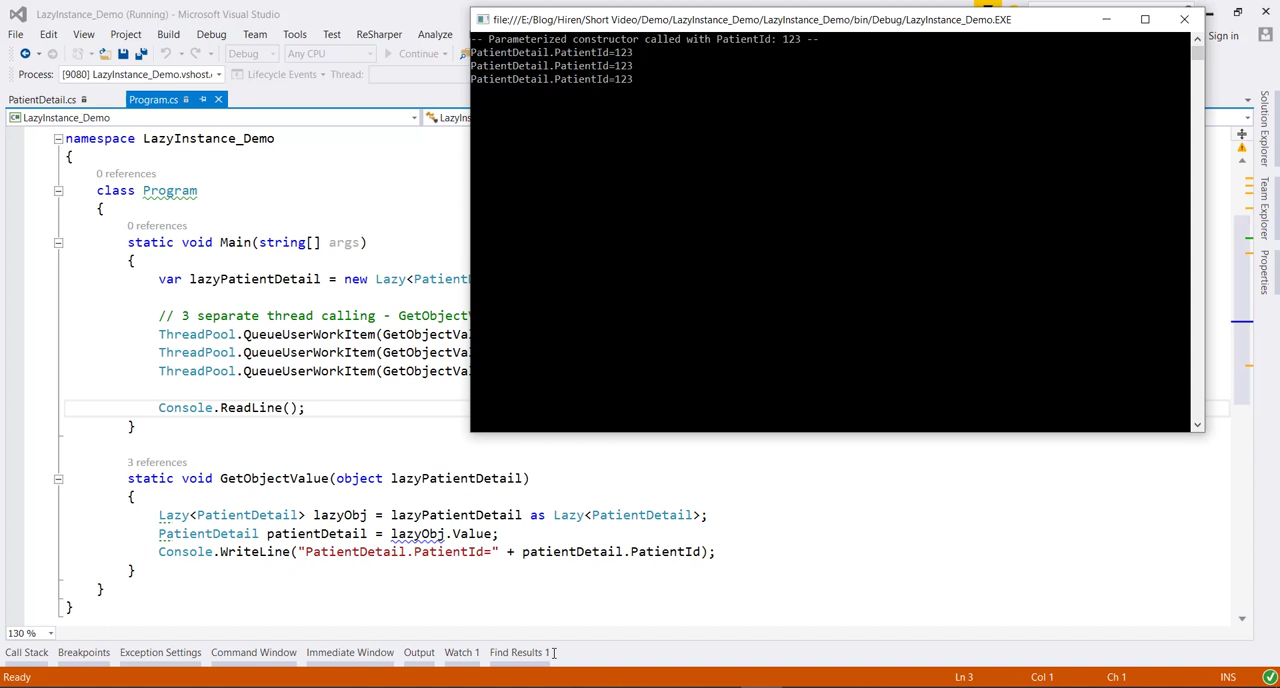 LazyInstance_Demo (Running) - Microsoft Visual Studio
File Edit View Project Build Debug Team Tools Test ReSharper Analyze
Sign in
Debug Any CPU Continue
Process: [9080] LazyInstance_Demo.vshost. Lifecycle Events Thread:
PatientDetail.cs Program.cs
LazyInstance_Demo LazyIns
namespace LazyInstance_Demo
{
0 references
class Program
{
0 references
static void Main(string[] args)
{
var lazyPatientDetail = new Lazy<Patient
// 3 separate thread calling - GetObject
ThreadPool.QueueUserWorkItem(GetObjectVa
ThreadPool.QueueUserWorkItem(GetObjectVa
ThreadPool.QueueUserWorkItem(GetObjectVa
Console.ReadLine();
}
3 references
static void GetObjectValue(object lazyPatientDetail)
{
Lazy<PatientDetail> lazyObj = lazyPatientDetail as Lazy<PatientDetail>;
PatientDetail patientDetail = lazyObj.Value;
Console.WriteLine("PatientDetail.PatientId=" + patientDetail.PatientId);
}
}
}
file:///E:/Blog/Hiren/Short Video/Demo/LazyInstance_Demo/LazyInstance_Demo/bin/Debug/LazyInstance_Demo.EXE
-- Parameterized constructor called with PatientId: 123 --
PatientDetail.PatientId=123
PatientDetail.PatientId=123
PatientDetail.PatientId=123
Solution Explorer
Team Explorer
Properties
130 %
Call Stack Breakpoints Exception Settings Command Window Immediate Window Output Watch 1 Find Results 1
Ready Ln 3 Col 1 Ch 1 INS